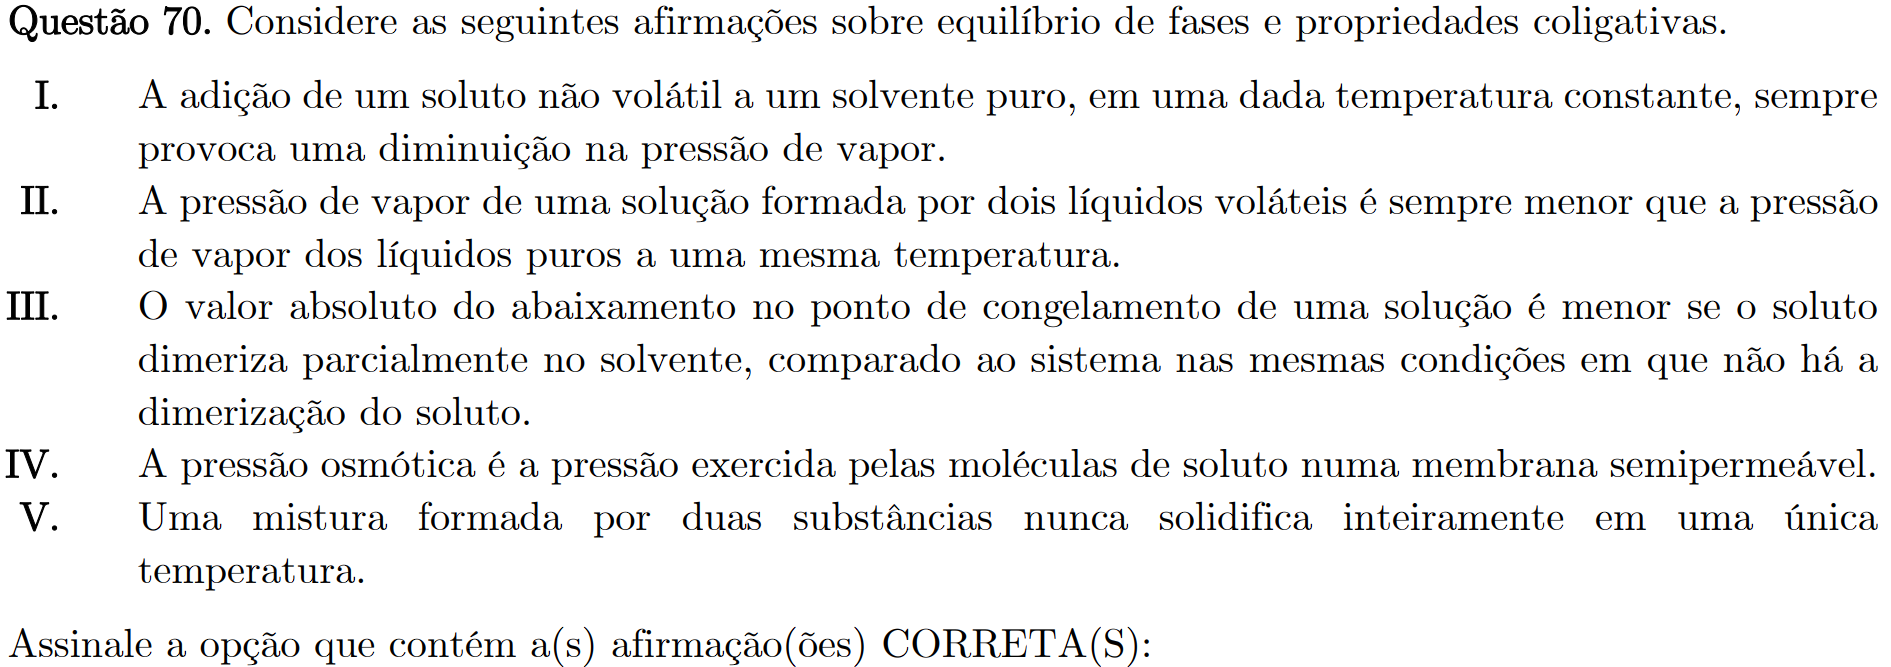 Questão 70. Considere as seguintes afirmações sobre equilíbrio de fases e propriedades coligativas.
I. A adição de um soluto não volátil a um solvente puro, em uma dada temperatura constante, sempre
provoca uma diminuição na pressão de vapor.
II. A pressão de vapor de uma solução formada por dois líquidos voláteis é sempre menor que a pressão
de vapor dos líquidos puros a uma mesma temperatura.
III. O valor absoluto do abaixamento no ponto de congelamento de uma solução é menor se o soluto
dimeriza parcialmente no solvente, comparado ao sistema nas mesmas condições em que não há a
dimerização do soluto.
IV. A pressão osmótica é a pressão exercida pelas moléculas de soluto numa membrana semipermeável.
V. Uma mistura formada por duas substâncias nunca solidifica inteiramente em uma única
temperatura.
Assinale a opção que contém a(s) afirmação(ões) CORRETA(S):